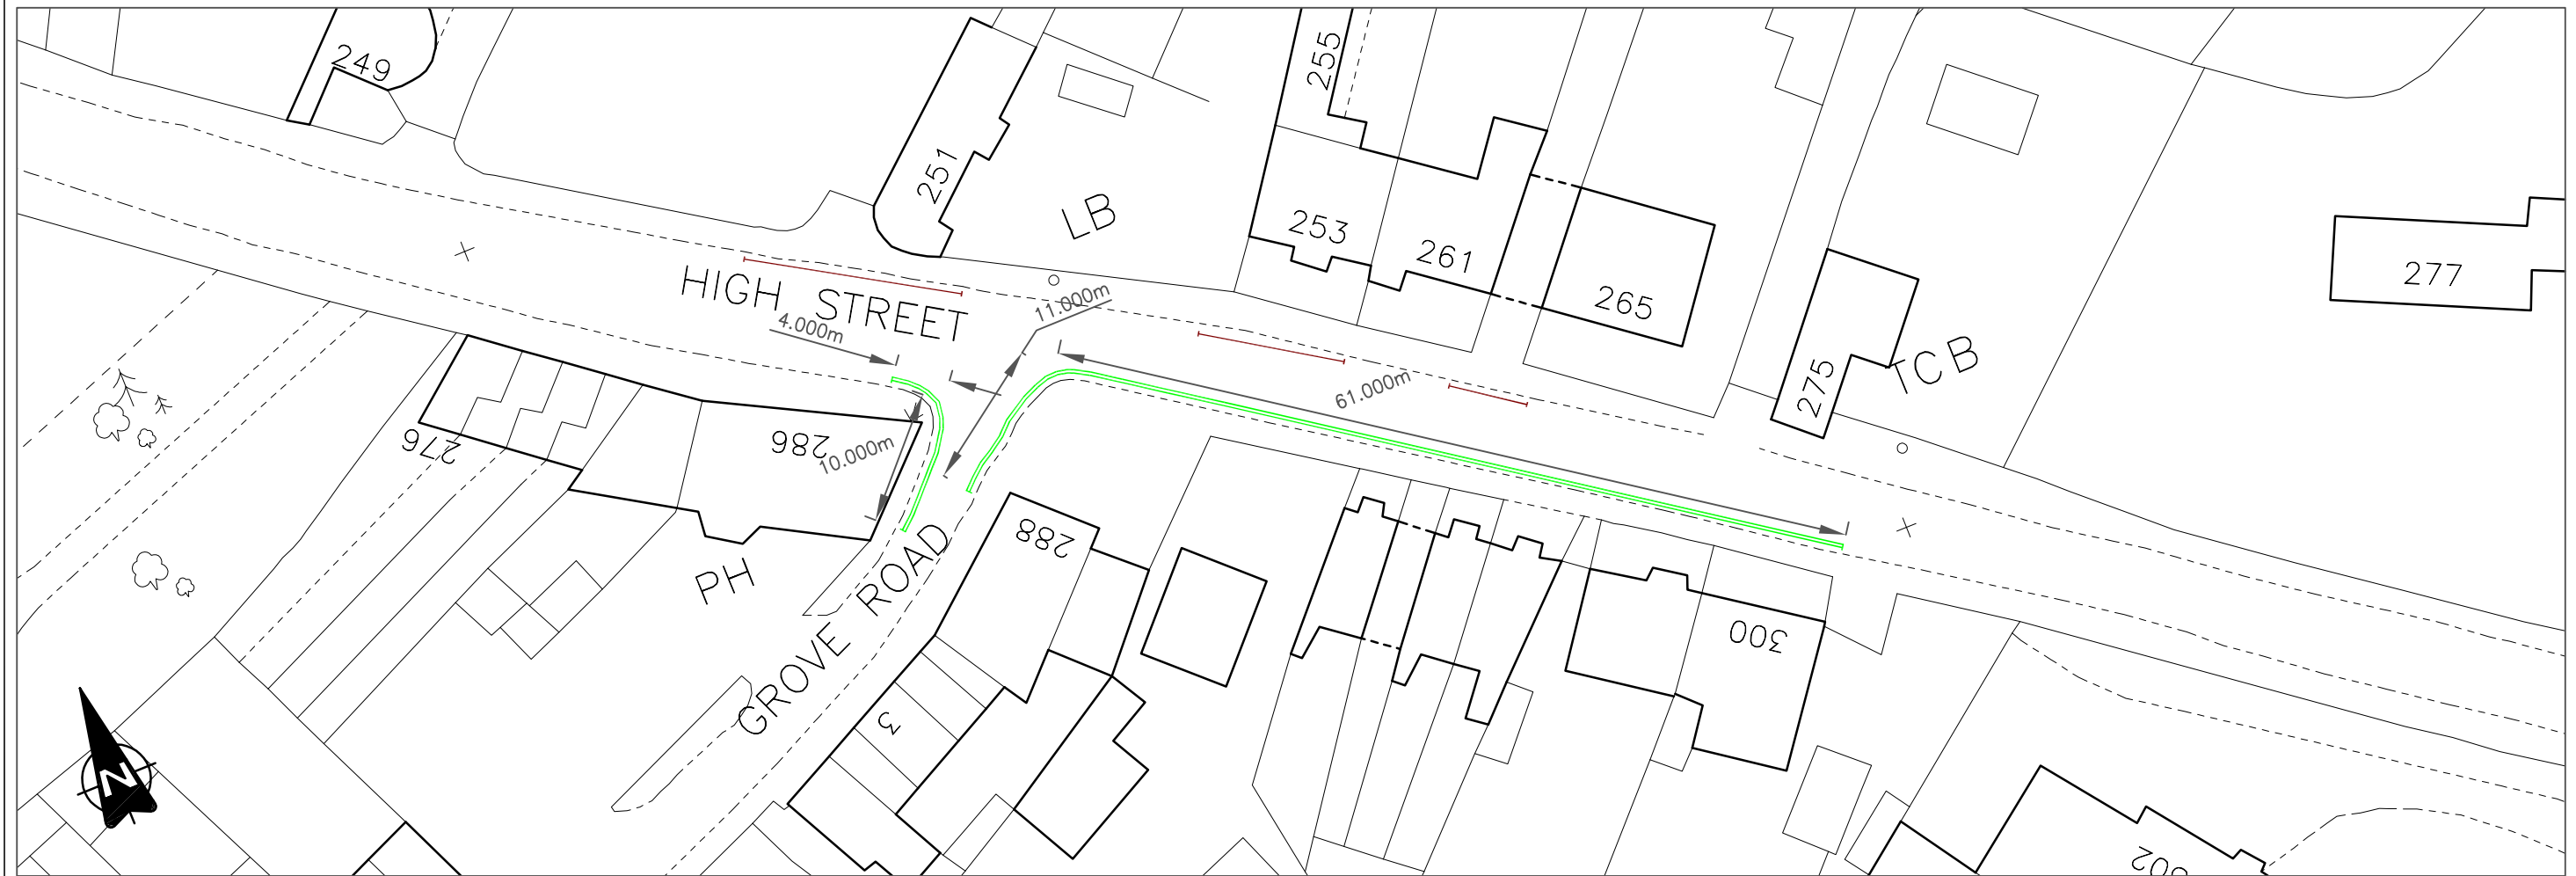 249
251
LB
255
253
261
265
275
TCB
277
HIGH STREET
4.000m
11.000m
61.000m
10.000m
276
286
PH
GROVE ROAD
288
3
300
302
N